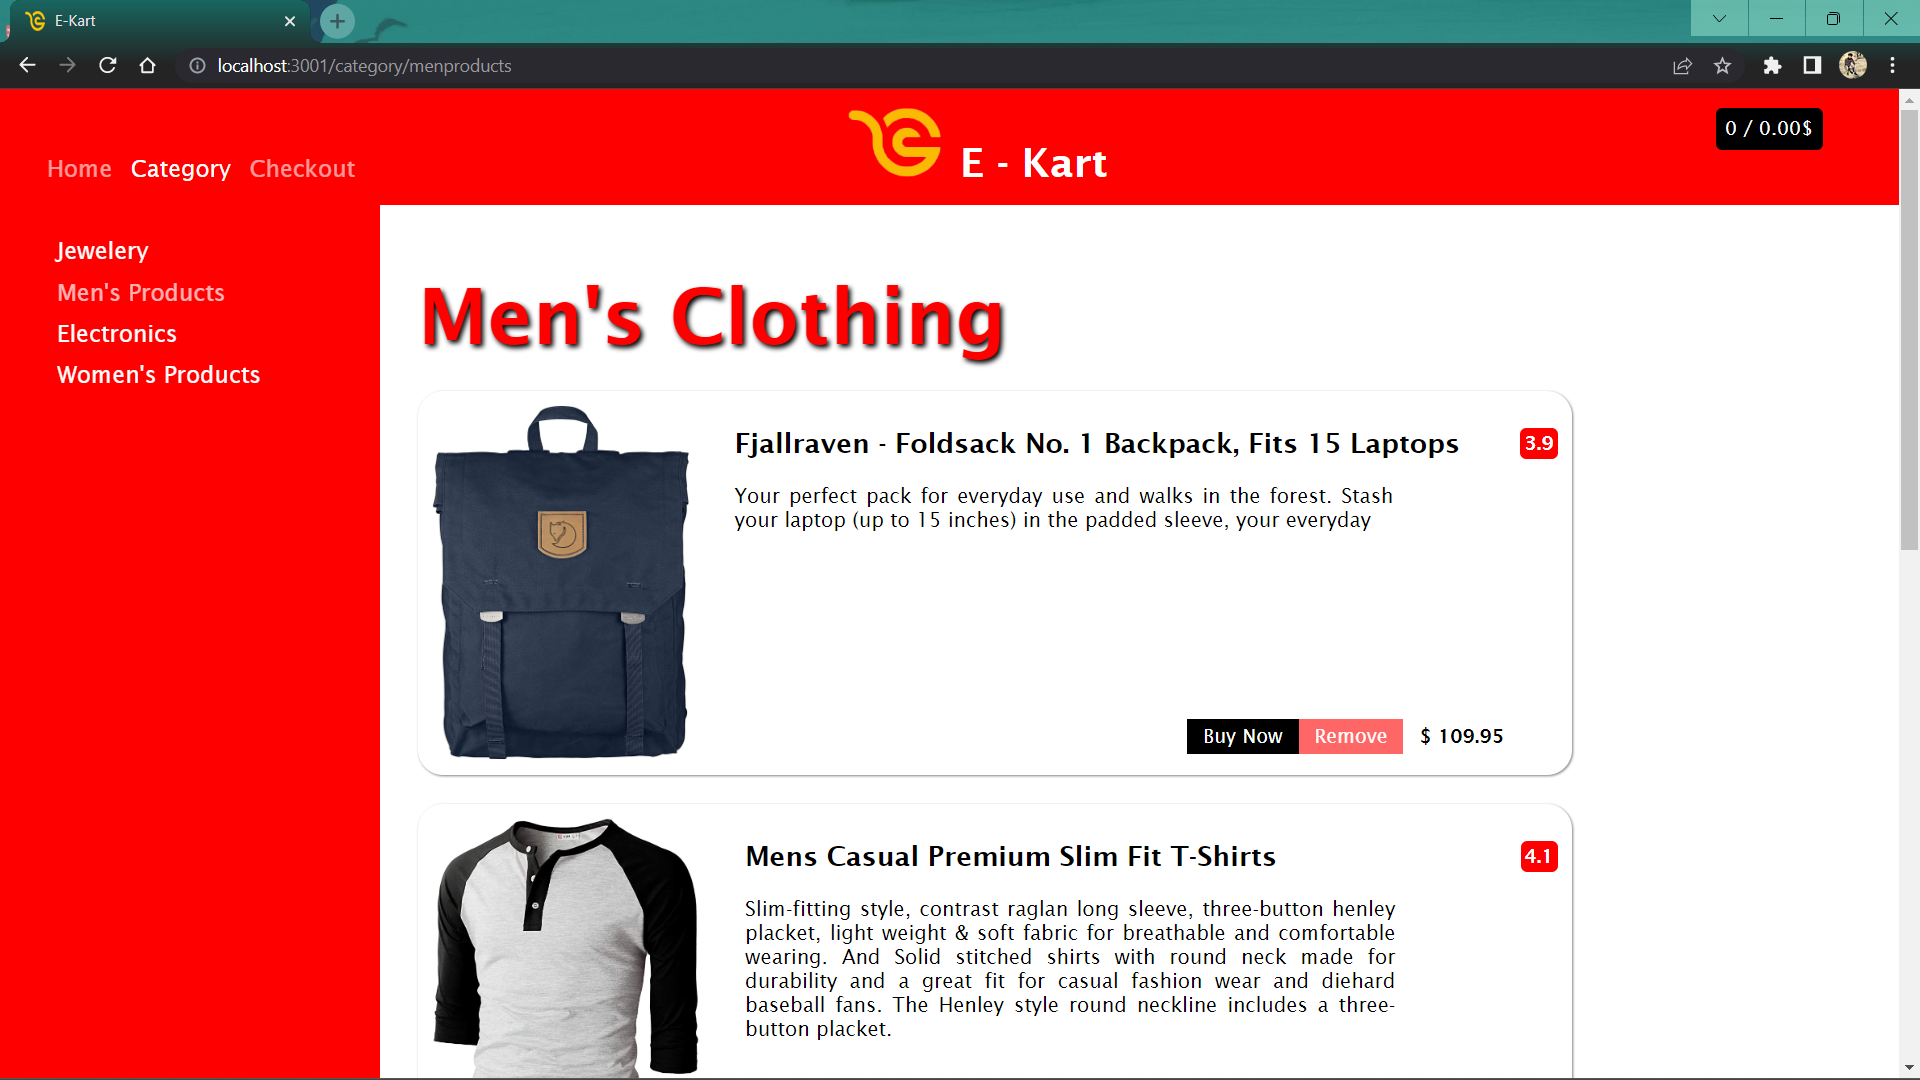 E-Kart
localhost:3001/category/menproducts
E - Kart
0 / 0.00$
Home Category Checkout
Jewelery
Men's Products
Electronics
Women's Products
Men's Clothing
Fjallraven - Foldsack No. 1 Backpack, Fits 15 Laptops
3.9
Your perfect pack for everyday use and walks in the forest. Stash
your laptop (up to 15 inches) in the padded sleeve, your everyday
Buy Now Remove $ 109.95
Mens Casual Premium Slim Fit T-Shirts
4.1
Slim-fitting style, contrast raglan long sleeve, three-button henley
placket, light weight & soft fabric for breathable and comfortable
wearing. And Solid stitched shirts with round neck made for
durability and a great fit for casual fashion wear and diehard
baseball fans. The Henley style round neckline includes a three-
button placket.